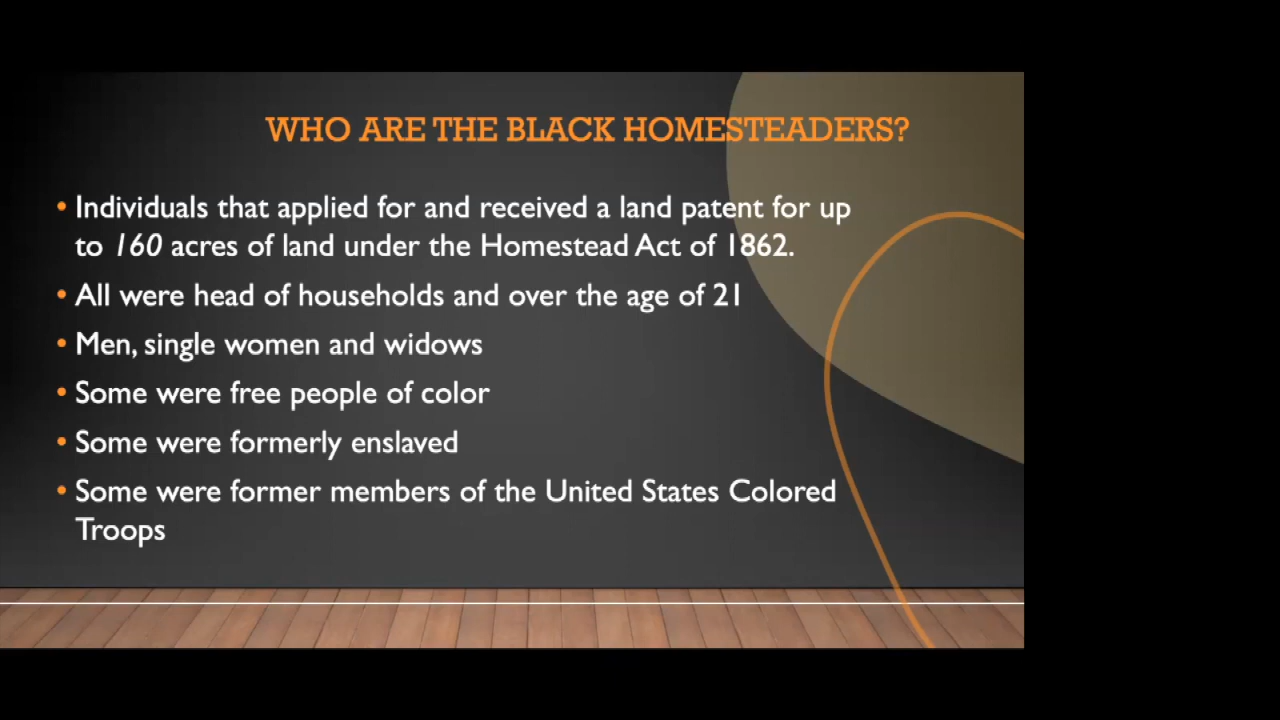 WHO ARE THE BLACK HOMESTEADERS?
• Individuals that applied for and received a land patent for up
to 160 acres of land under the Homestead Act of 1862.
• All were head of households and over the age of 21
• Men, single women and widows
• Some were free people of color
• Some were formerly enslaved
• Some were former members of the United States Colored
Troops